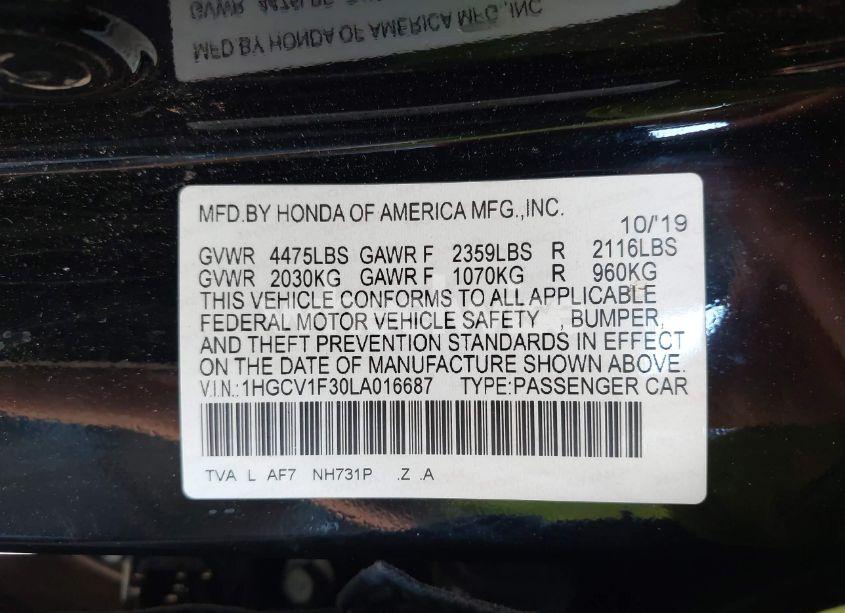 MFD.BY HONDA OF AMERICA MFG.,INC.
GVWR 4476LBS
MFD.BY HONDA OF AMERICA MFG.,INC.
10/'19
GVWR 4475LBS GAWR F 2359LBS R 2116LBS
GVWR 2030KG GAWR F 1070KG R 960KG
THIS VEHICLE CONFORMS TO ALL APPLICABLE
FEDERAL MOTOR VEHICLE SAFETY , BUMPER,
AND THEFT PREVENTION STANDARDS IN EFFECT
ON THE DATE OF MANUFACTURE SHOWN ABOVE.
V.I.N.:1HGCV1F30LA016687 TYPE:PASSENGER CAR
TVA L AF7 NH731P .Z .A